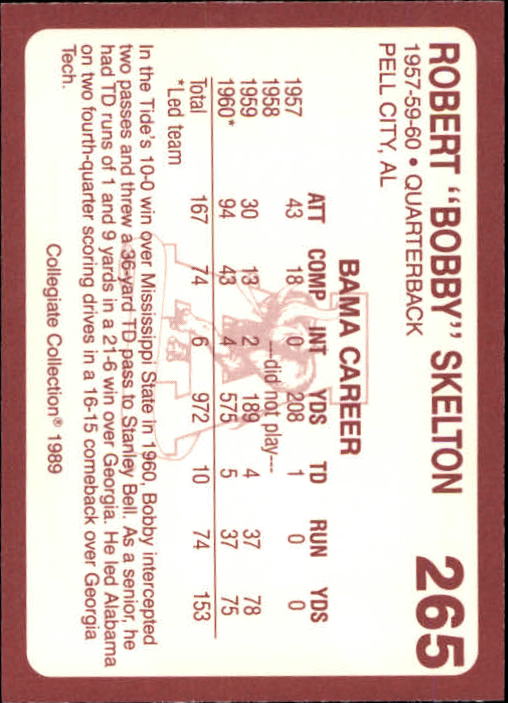 ROBERT "BOBBY" SKELTON 265
1957-59-60 • QUARTERBACK
PELL CITY, AL
BAMA CAREER
ATT COMP INT YDS TD RUN YDS
1957 43 18 0 208 1 0 0
1958 ---did not play---
1959 30 13 2 189 4 37 78
1960* 94 43 4 575 5 37 75
Total 167 74 6 972 10 74 153
*Led team
In the Tide's 10-0 win over Mississippi State in 1960, Bobby intercepted
two passes and threw a 36-yard TD pass to Stanley Bell. As a senior, he
had TD runs of 1 and 9 yards in a 21-6 win over Georgia. He led Alabama
on two fourth-quarter scoring drives in a 16-15 comeback over Georgia
Tech.
Collegiate Collection® 1989